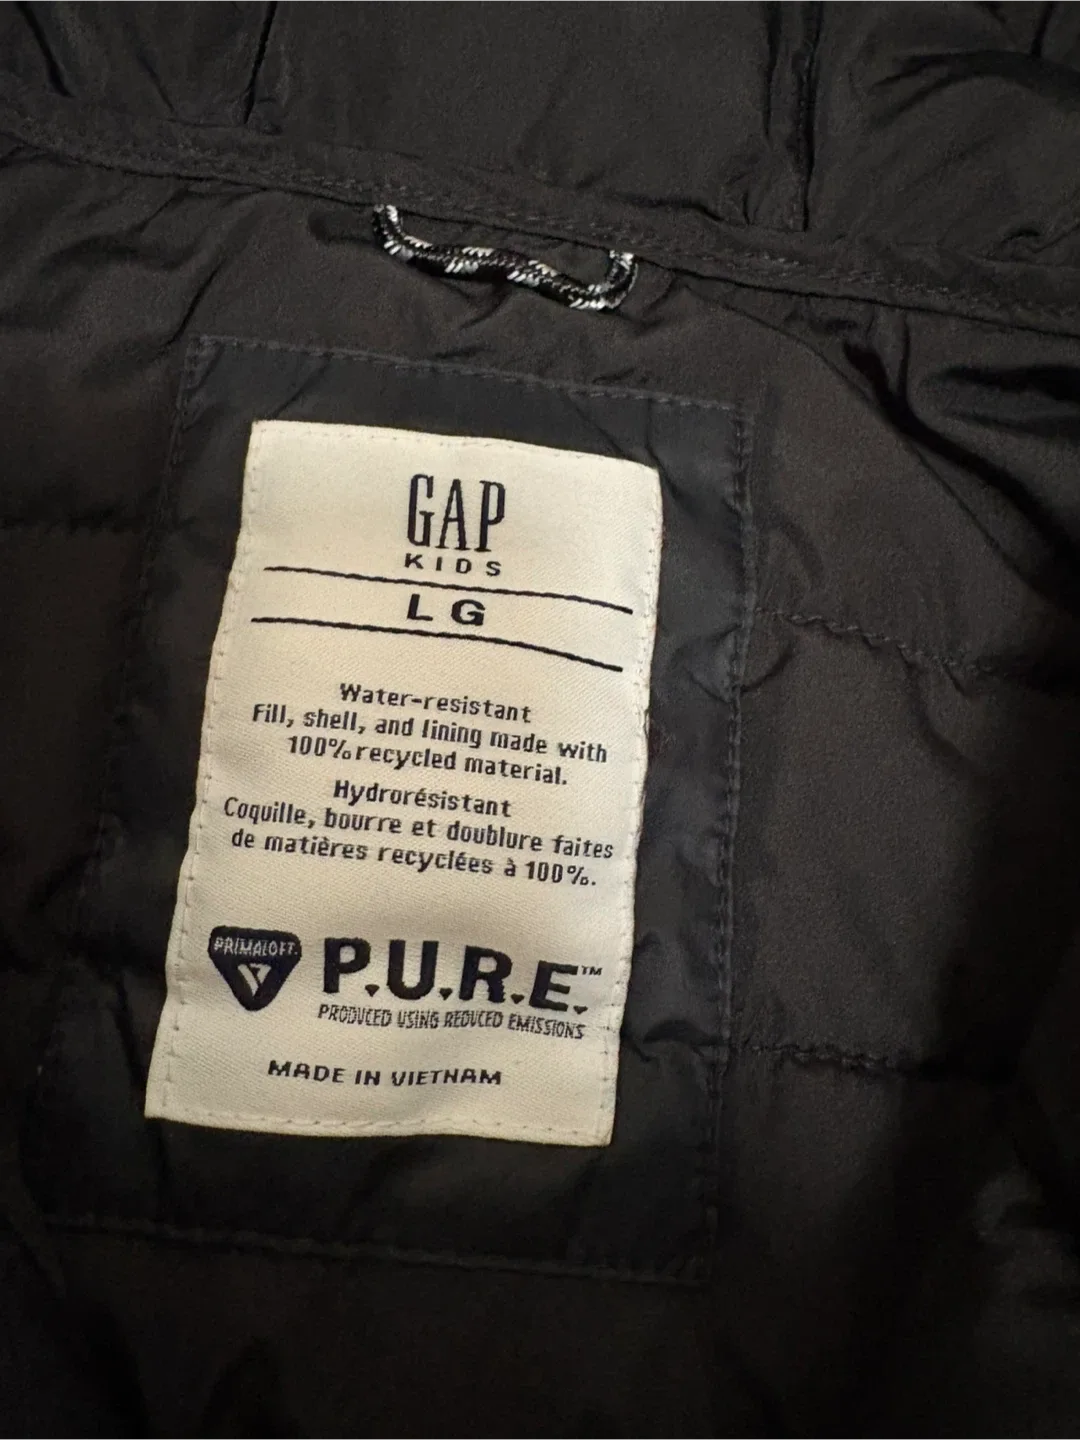 GAP
KIDS
LG
Water-resistant
Fill, shell, and lining made with
100% recycled material.
Hydrorésistant
Coquille, bourre et doublure faites
de matières recyclées à 100%.
PRIMALOFT. P.U.R.E.™
PRODUCED USING REDUCED EMISSIONS
MADE IN VIETNAM